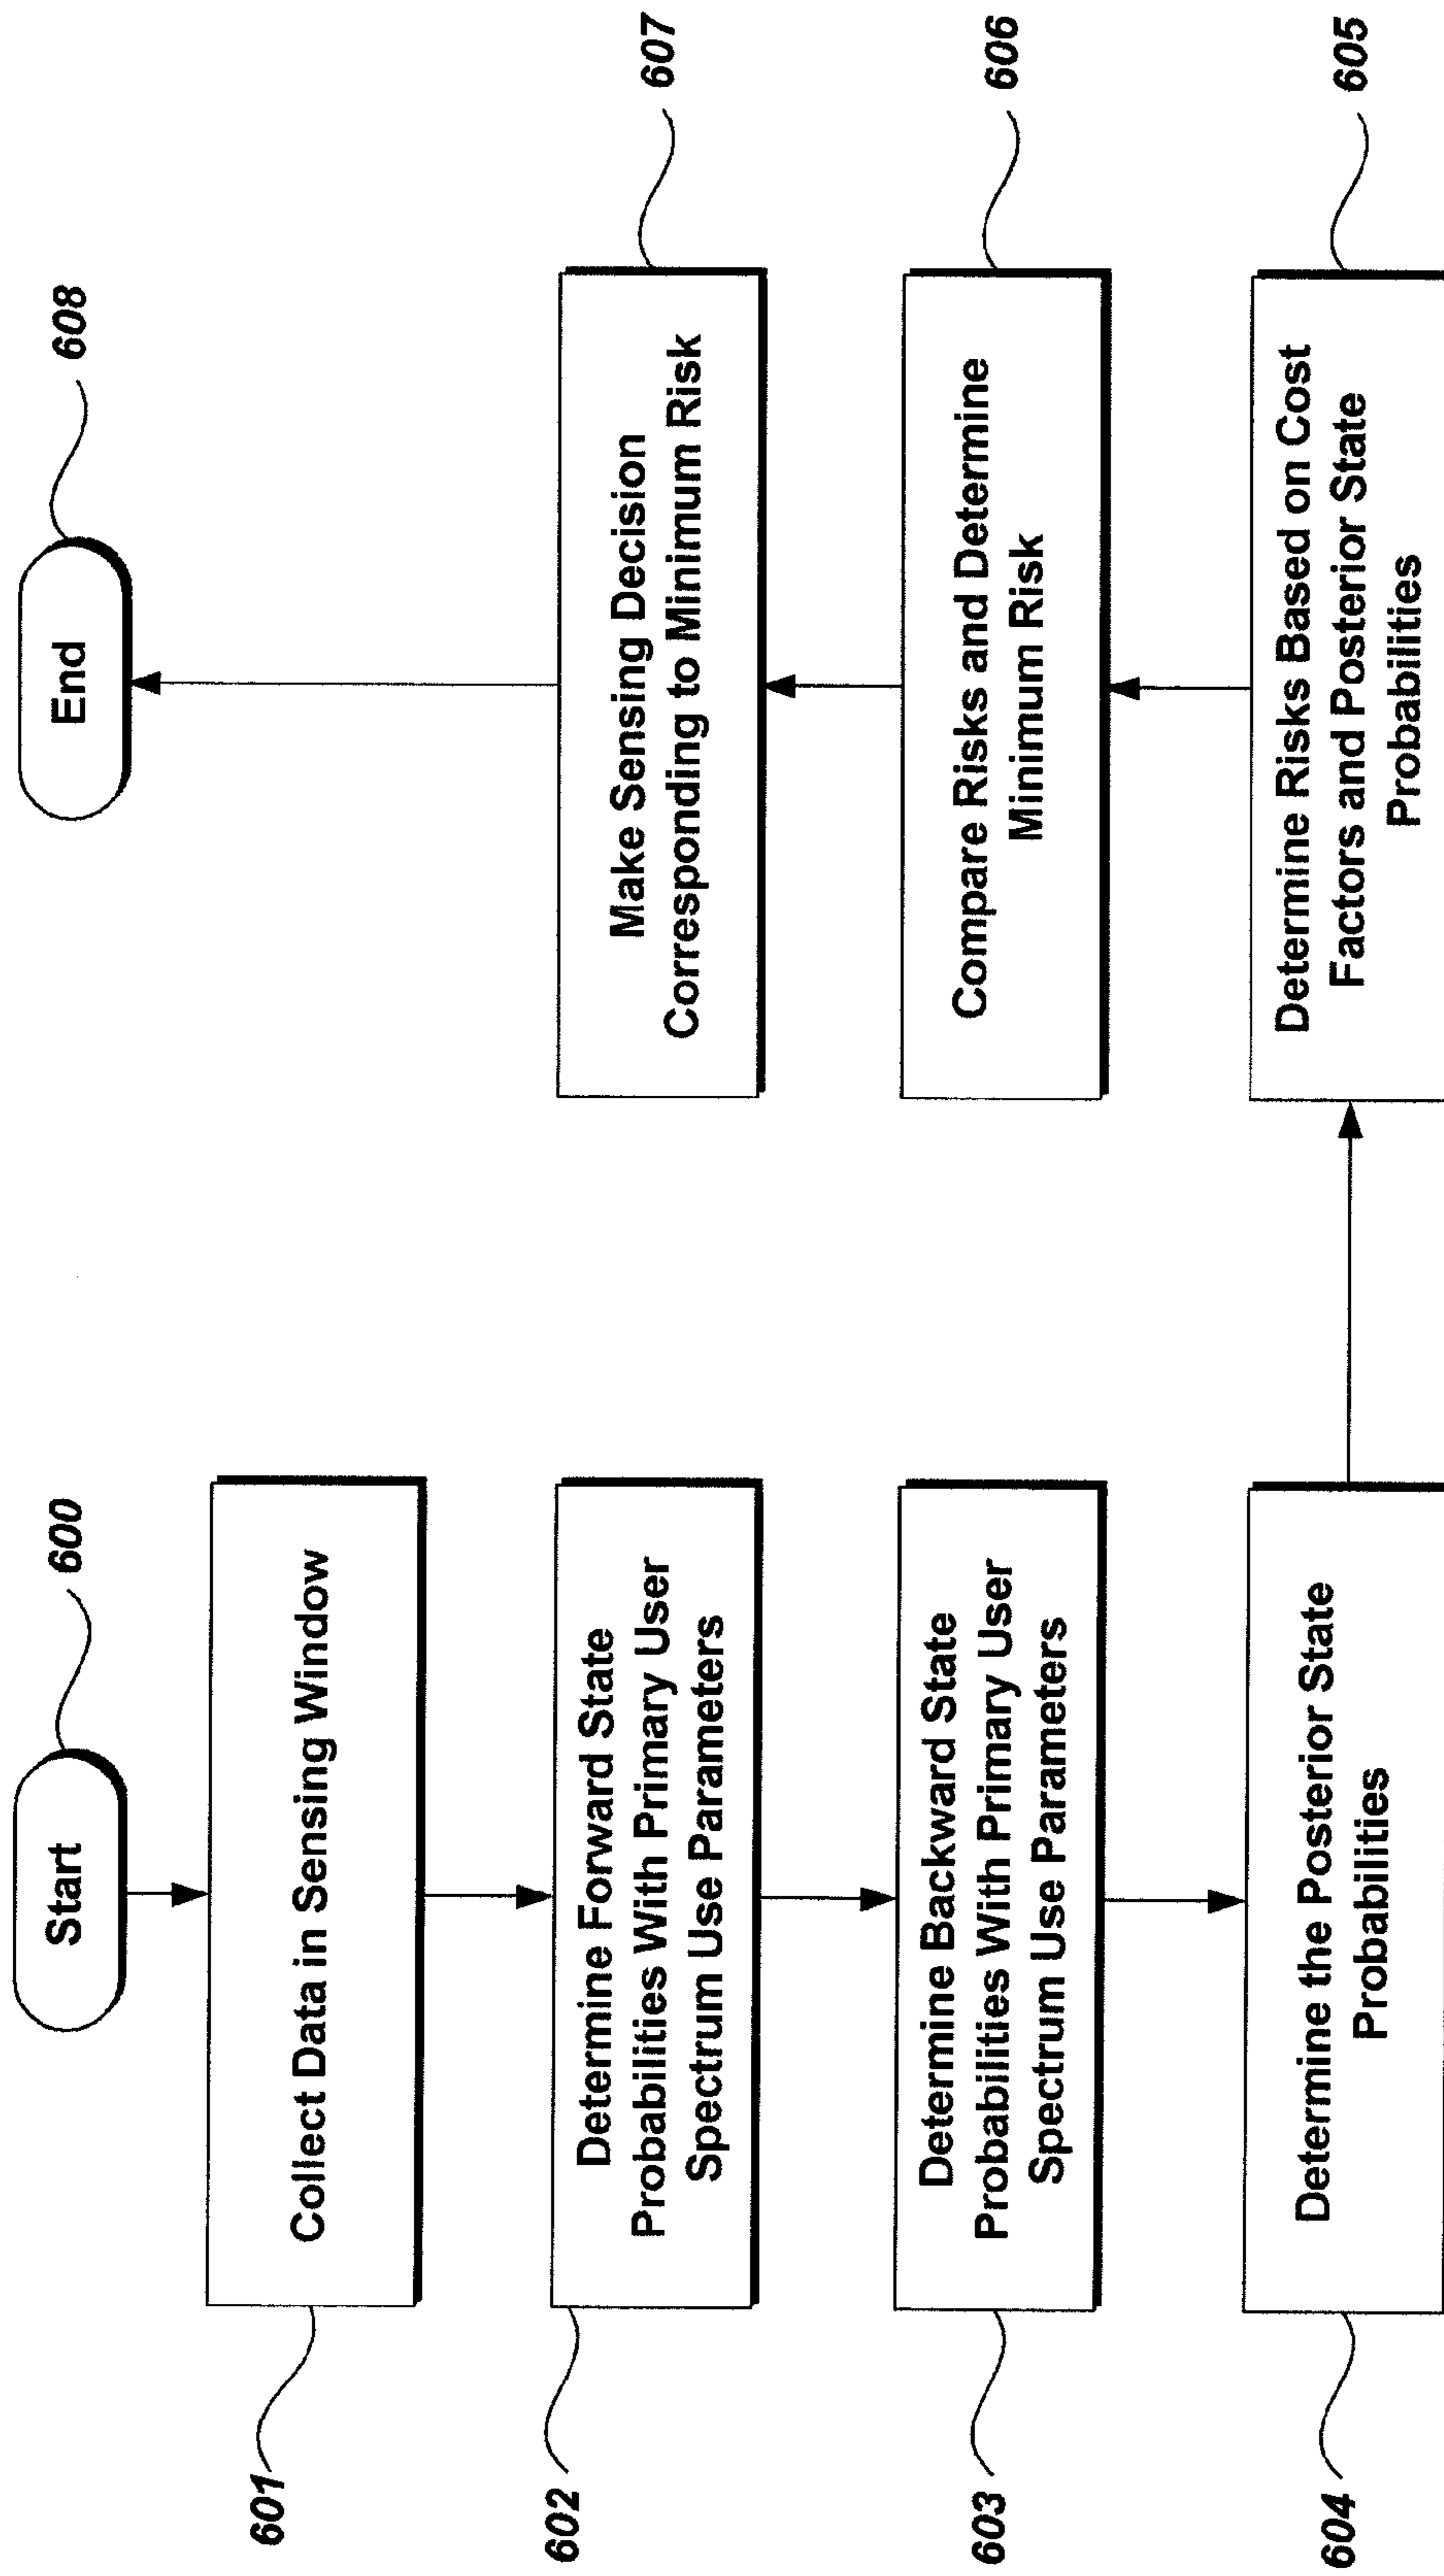 Start
600
Collect Data in Sensing Window
601
Determine Forward State
Probabilities With Primary User
Spectrum Use Parameters
602
Determine Backward State
Probabilities With Primary User
Spectrum Use Parameters
603
Determine the Posterior State
Probabilities
604
Determine Risks Based on Cost
Factors and Posterior State
Probabilities
605
Compare Risks and Determine
Minimum Risk
606
Make Sensing Decision
Corresponding to Minimum Risk
607
End
608